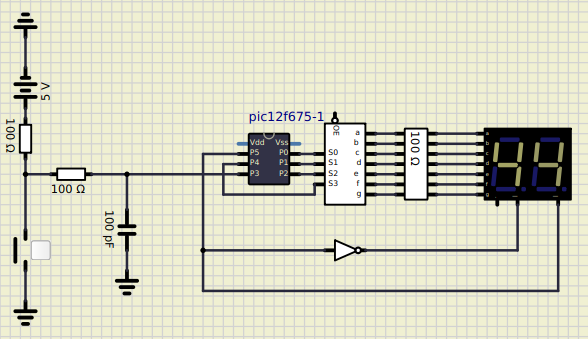 5 V
100 Ω
100 Ω
100 pF
pic12f675-1
Vdd Vss
P5 P0
P4 P1
P3 P2
OE
S0
S1
S2
S3
a
b
c
d
e
f
g
100 Ω